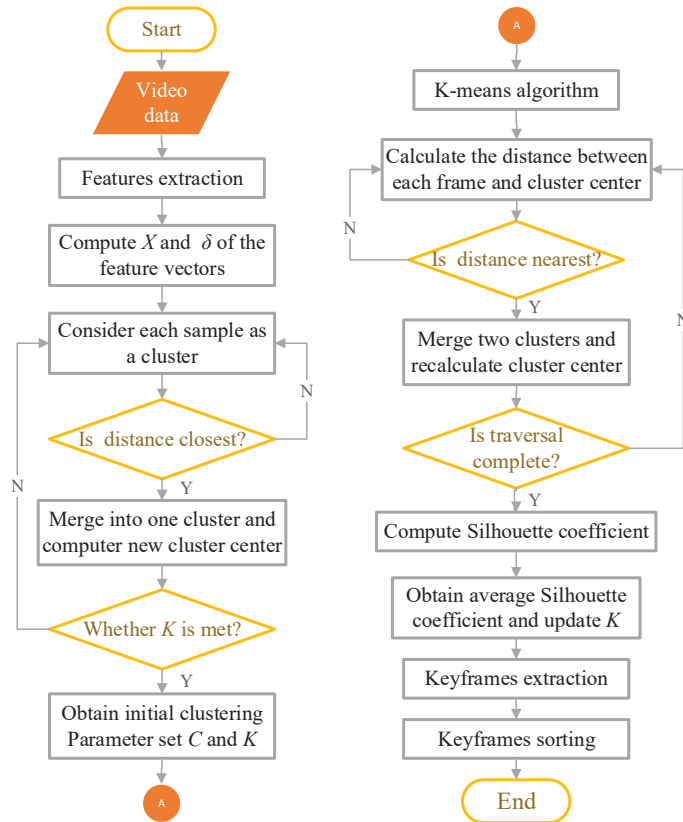 Start
Video
data
Features extraction
Compute X and δ of the
feature vectors
Consider each sample as
a cluster
N
Is distance closest?
N
Y
Merge into one cluster and
computer new cluster center
Whether K is met?
Y
Obtain initial clustering
Parameter set C and K
A
A
K-means algorithm
Calculate the distance between
each frame and cluster center
N
Is distance nearest?
Y
N
Merge two clusters and
recalculate cluster center
Is traversal
complete?
Y
Compute Silhouette coefficient
Obtain average Silhouette
coefficient and update K
Keyframes extraction
Keyframes sorting
End